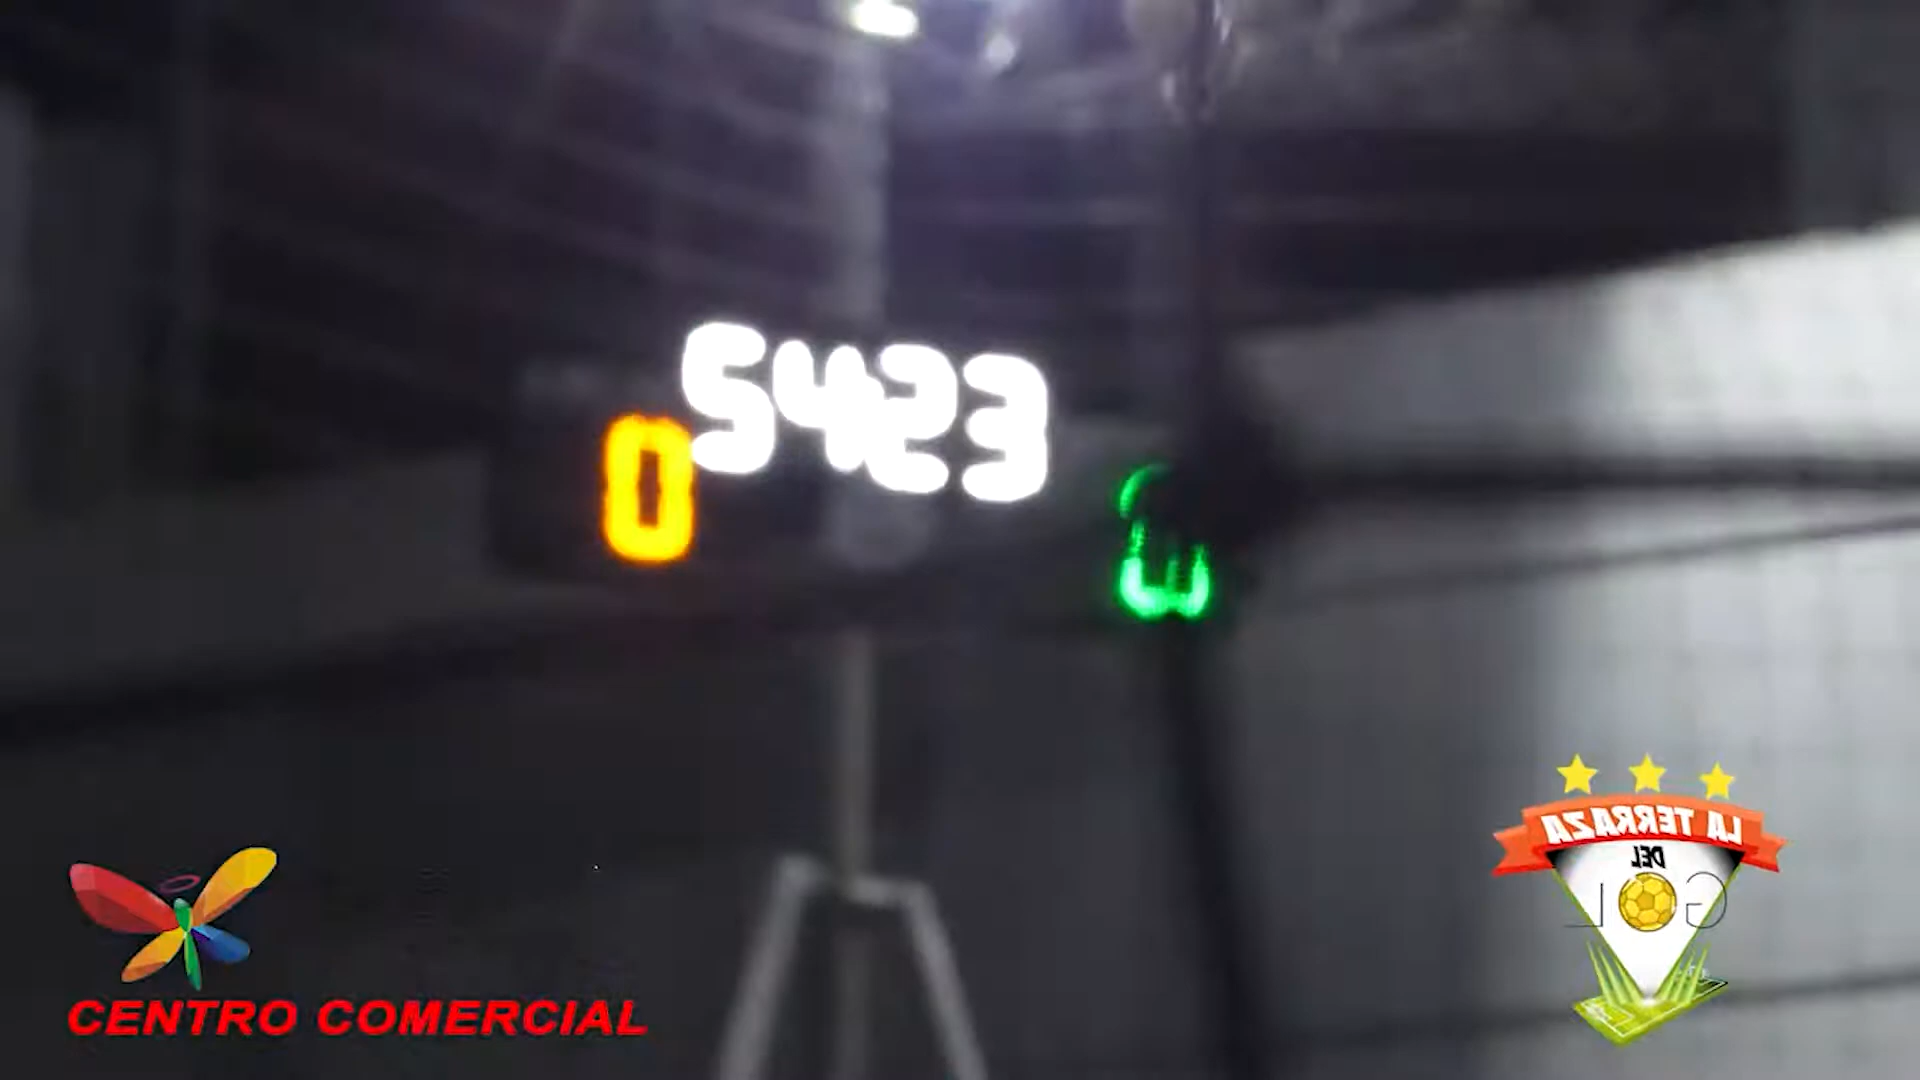 5423
0
CENTRO COMERCIAL
LA TERRAZA
DEL
GOL